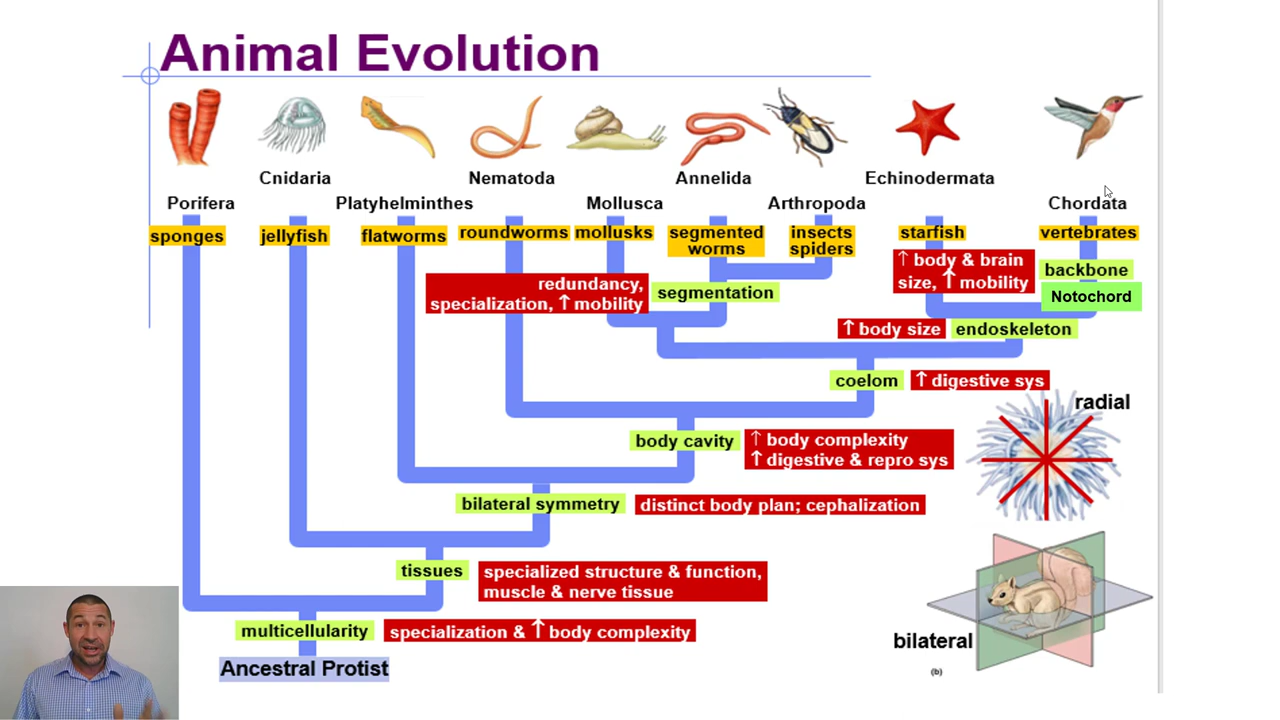 Animal Evolution
Cnidaria
Nematoda
Annelida
Echinodermata
Porifera
Platyhelminthes
Mollusca
Arthropoda
Chordata
sponges
jellyfish
flatworms
roundworms
mollusks
segmented
worms
insects
spiders
starfish
vertebrates
↑ body & brain
size, ↑ mobility
backbone
Notochord
redundancy,
specialization, ↑ mobility
segmentation
↑ body size
endoskeleton
coelom
↑ digestive sys
radial
body cavity
↑ body complexity
↑ digestive & repro sys
bilateral symmetry
distinct body plan; cephalization
tissues
specialized structure & function,
muscle & nerve tissue
multicellularity
specialization & ↑ body complexity
bilateral
Ancestral Protist
(b)